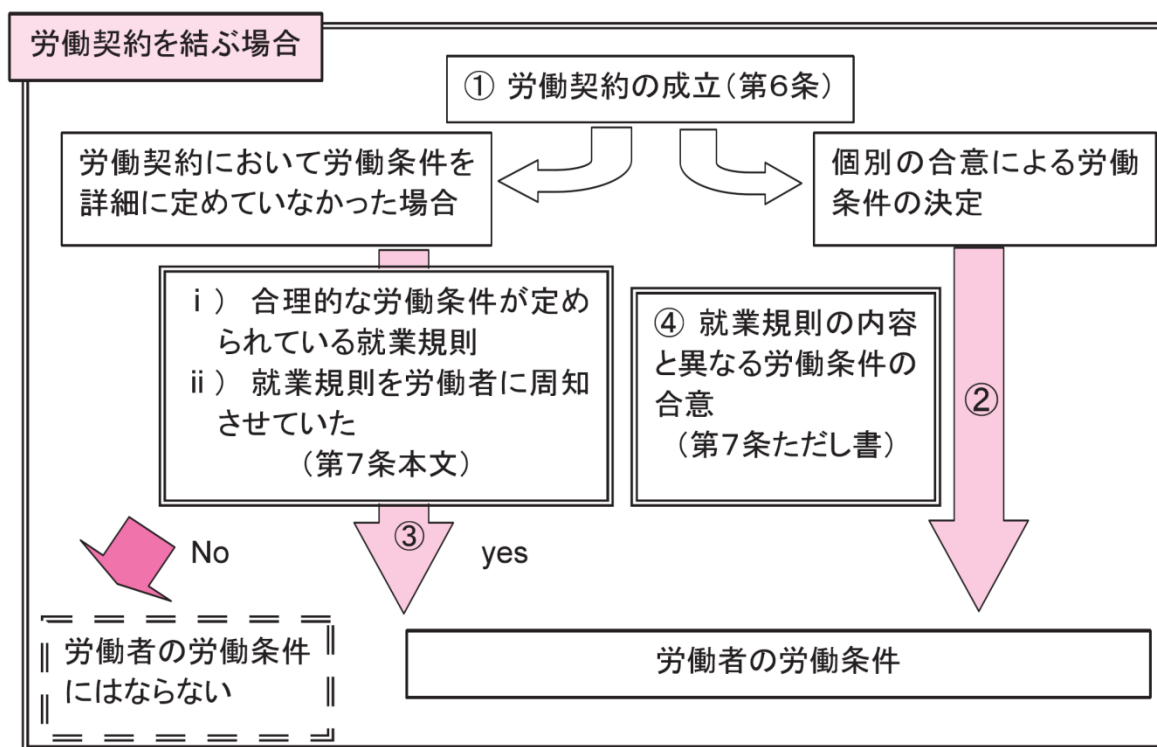 労働契約を結ぶ場合
① 労働契約の成立(第6条)
労働契約において労働条件を
詳細に定めていなかった場合
個別の合意による労働
条件の決定
ⅰ） 合理的な労働条件が定め
られている就業規則
ⅱ） 就業規則を労働者に周知
させていた
（第7条本文）
④ 就業規則の内容
と異なる労働条件の
合意
（第7条ただし書）
②
③
No
yes
労働者の労働条件
にはならない
労働者の労働条件